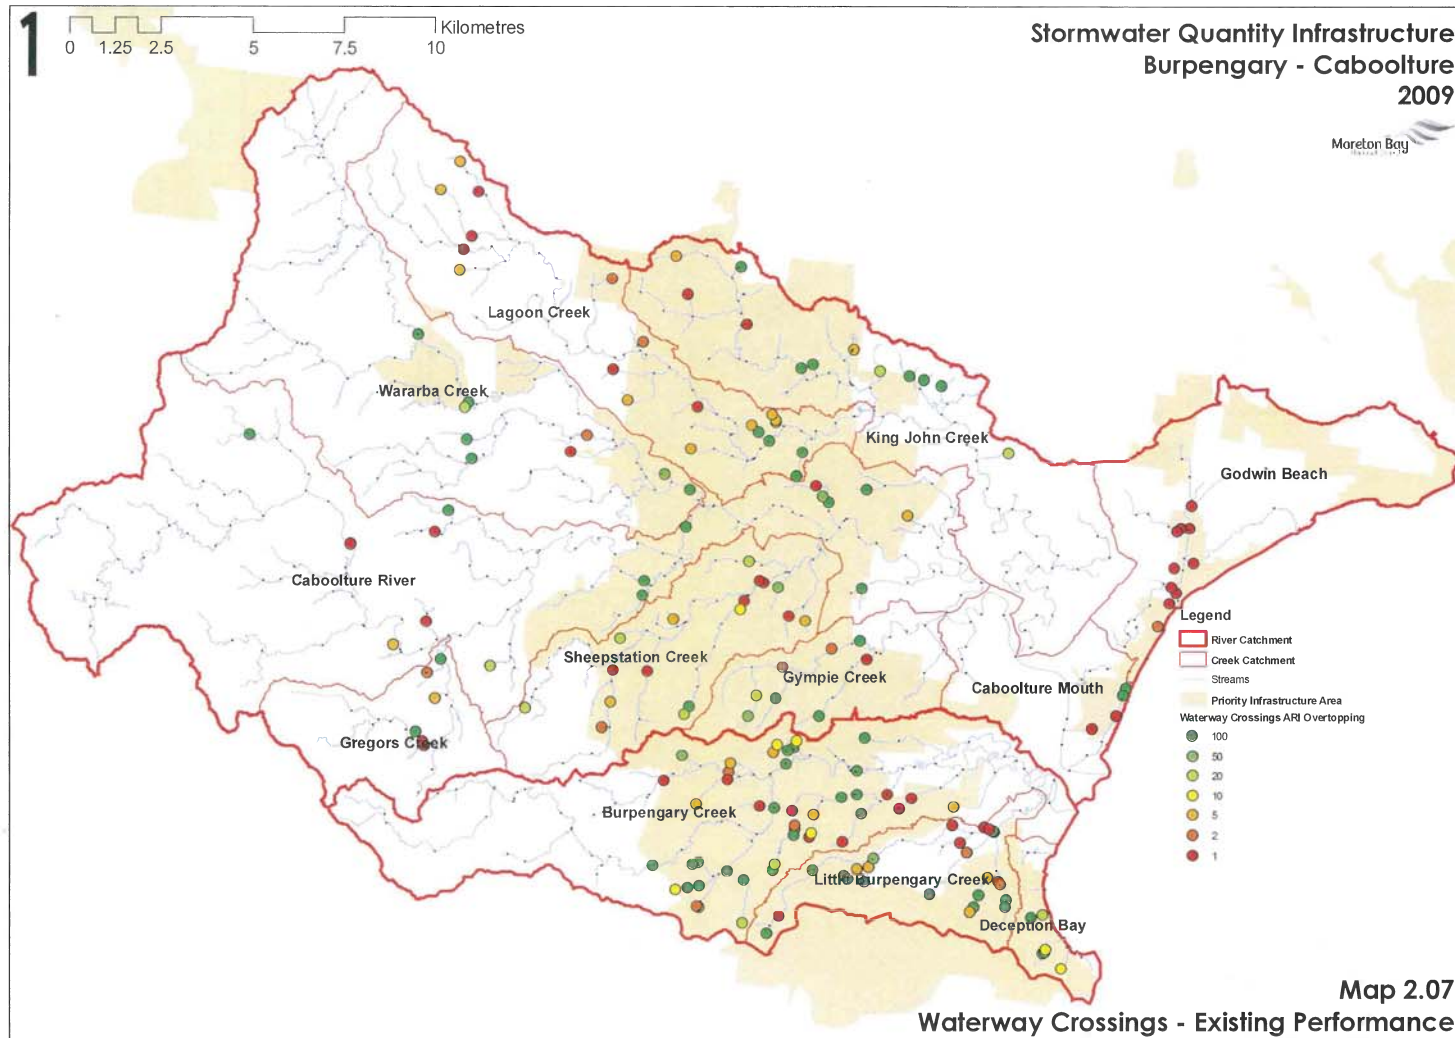 1
Kilometres
0 1.25 2.5 5 7.5 10
Stormwater Quantity Infrastructure
Burpengary - Caboolture
2009
Moreton Bay
Lagoon Creek
Wararba Creek
King John Creek
Godwin Beach
Caboolture River
Sheepstation Creek
Gympie Creek
Caboolture Mouth
Gregors Creek
Burpengary Creek
Little Burpengary Creek
Deception Bay
Legend
River Catchment
Creek Catchment
Streams
Priority Infrastructure Area
Waterway Crossings ARI Overtopping
100
50
20
10
5
2
1
Map 2.07
Waterway Crossings - Existing Performance